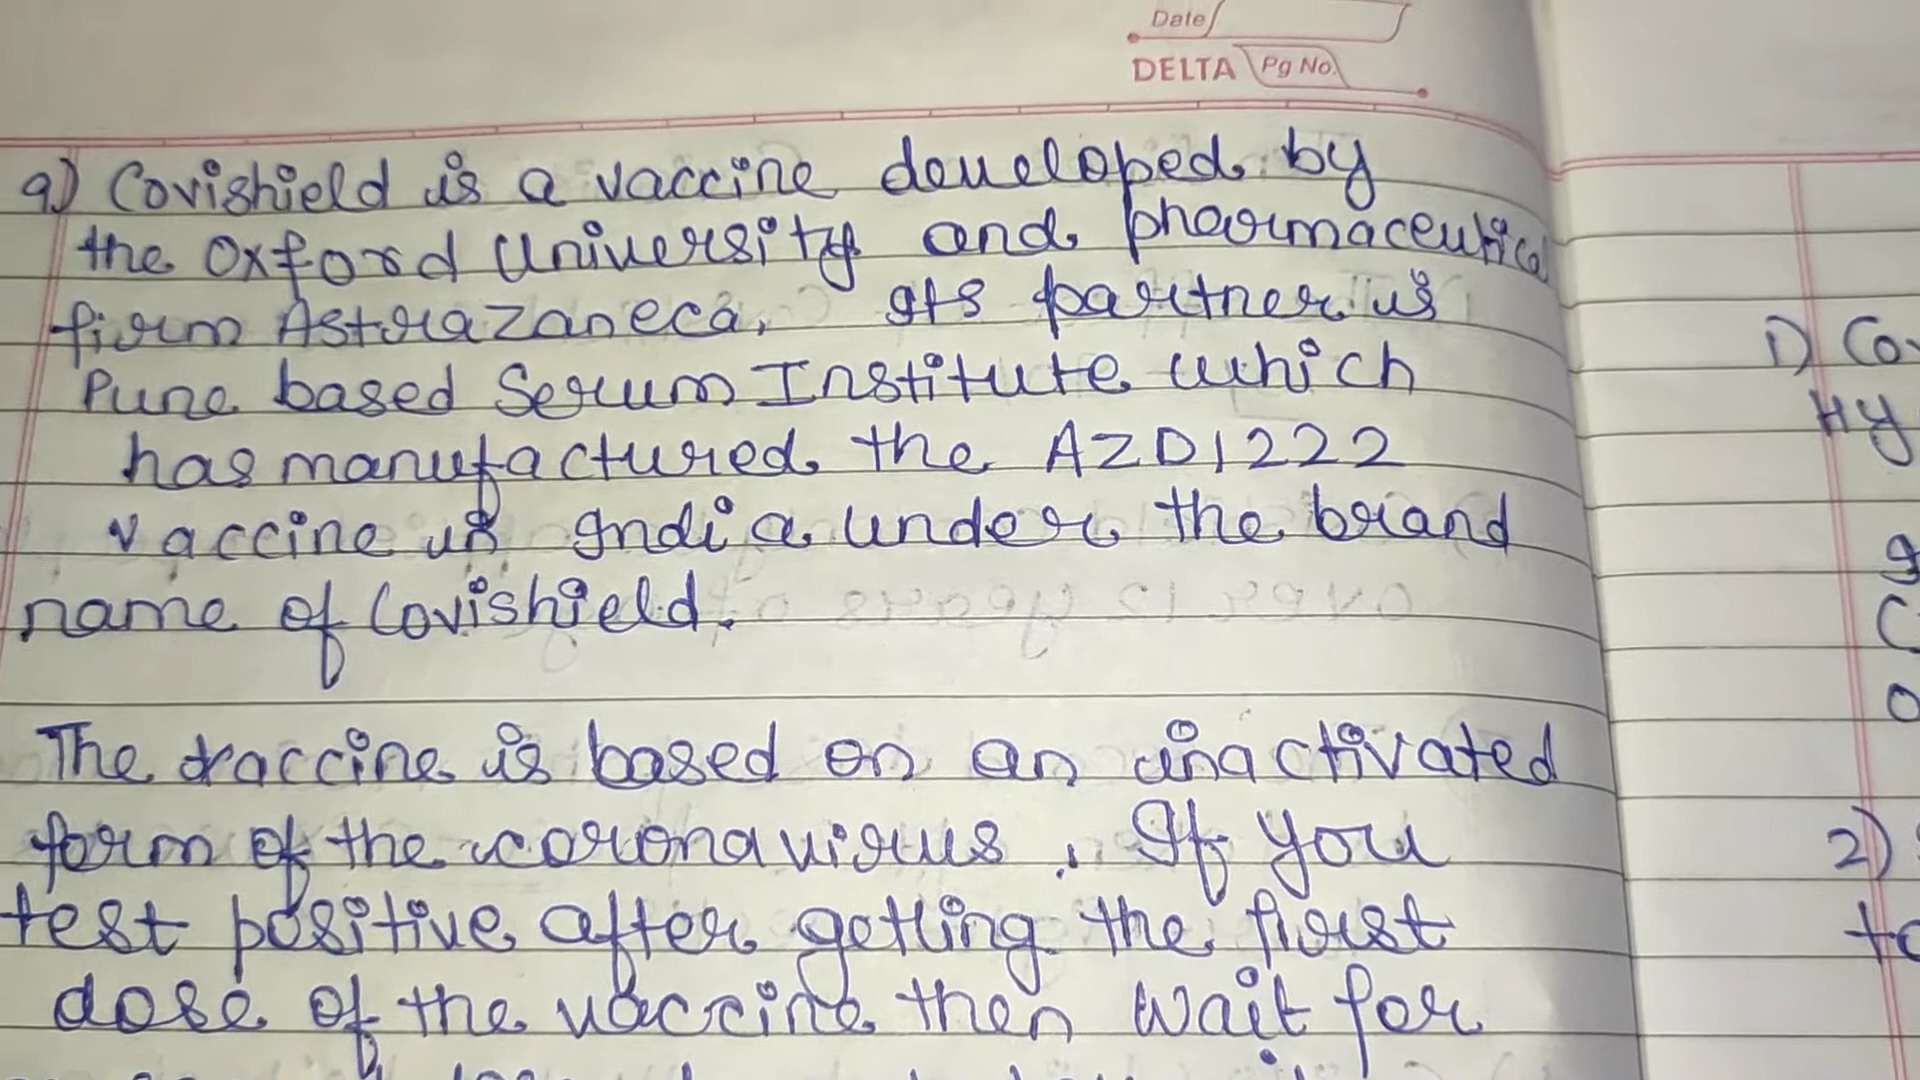 Date
DELTA Pg No.
a) Covishield is a vaccine developed by
the Oxford University and pharmaceutical
firm AstraZaneca. Its partner is
Pune based Serum Institute which
has manufactured the AZD1222
vaccine in India under the brand
name of Covishield.
The vaccine is based on an inactivated
form of the coronavirus. If you
test positive after getting the first
dose of the vaccine then wait for
1) Co
Hy
2)
to